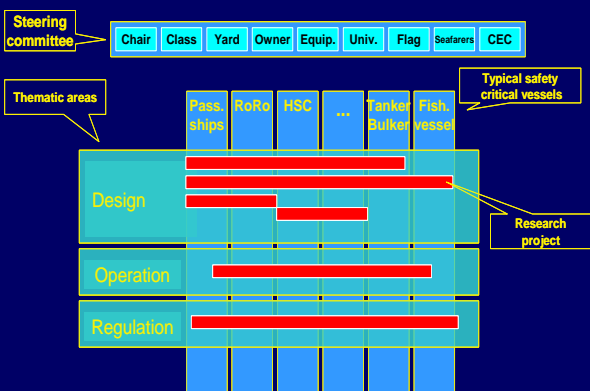 Steering
committee
Chair Class Yard Owner Equip. Univ. Flag Seafarers CEC
Thematic areas
Typical safety
critical vessels
Pass.
ships
RoRo
HSC
...
Tanker
Bulker
Fish.
vessel
Design
Research
project
Operation
Regulation